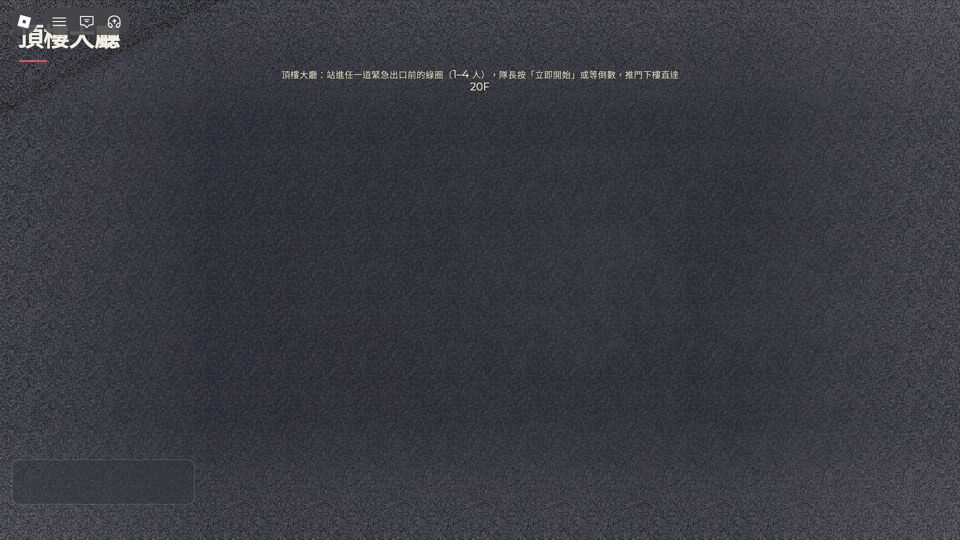 頂樓大廳
頂樓大廳：站進任一道緊急出口前的綠圈（1–4 人），隊長按「立即開始」或等倒數，推門下樓直達
20F